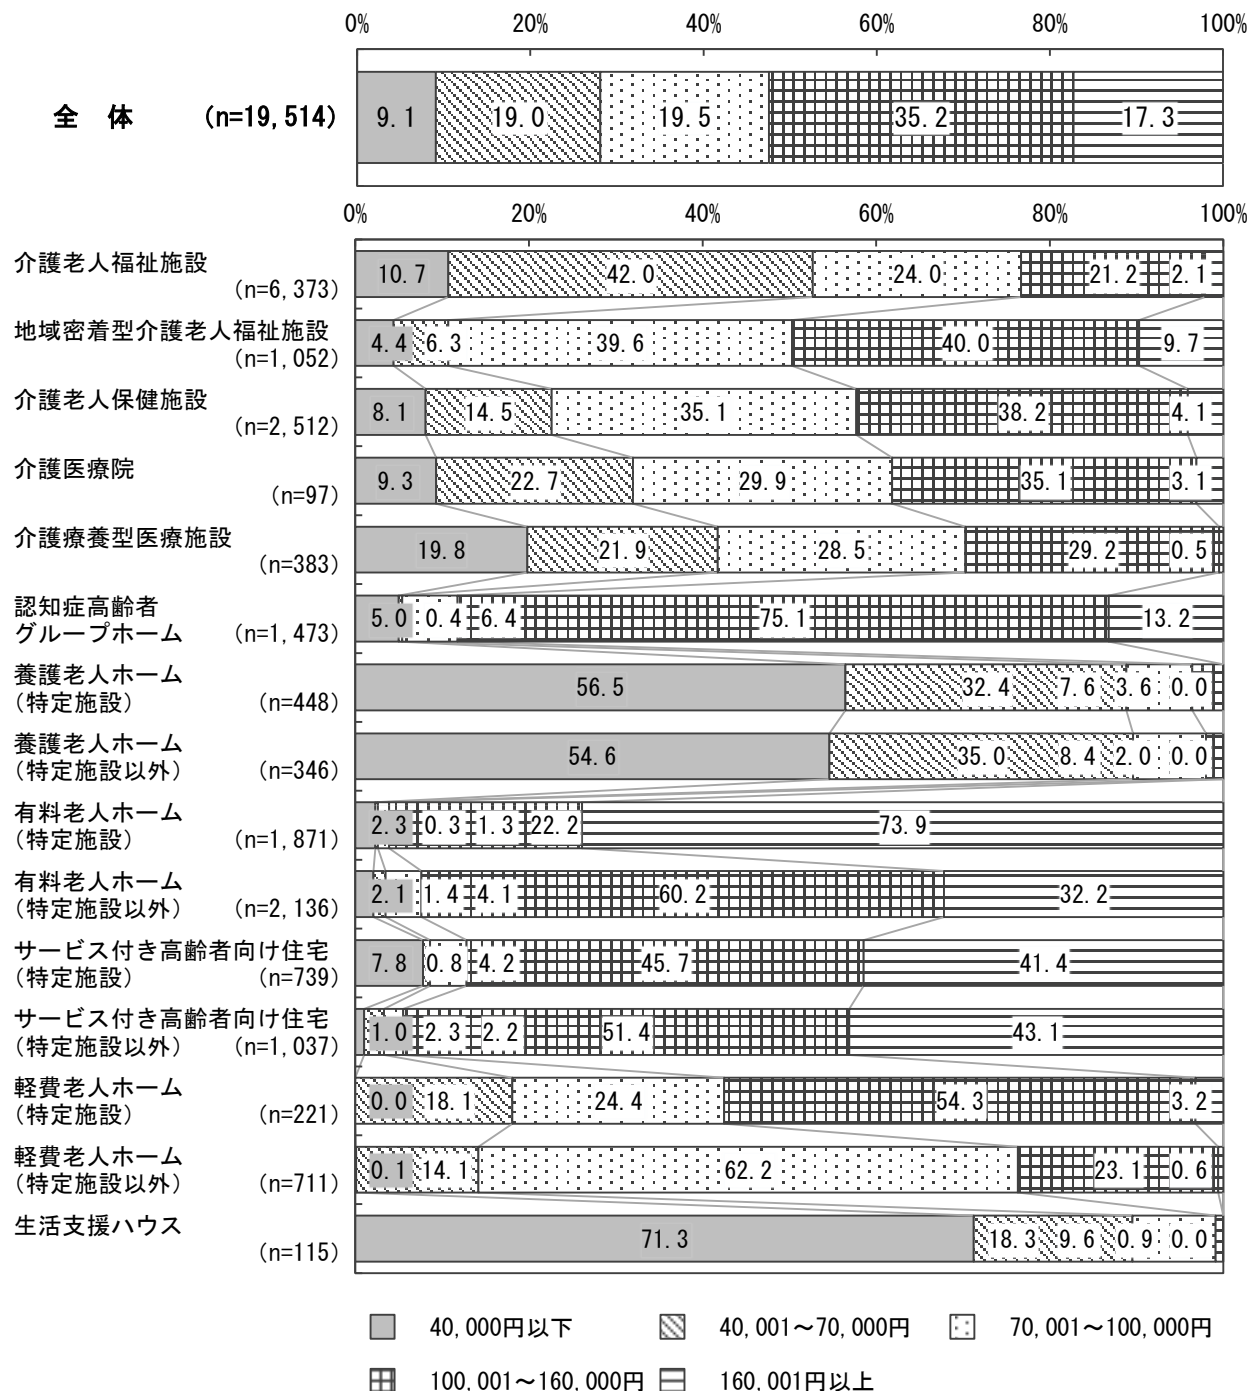 0% 20% 40% 60% 80% 100%
全 体 (n=19,514) 9.1 19.0 19.5 35.2 17.3
0% 20% 40% 60% 80% 100%
介護老人福祉施設
(n=6,373) 10.7 42.0 24.0 21.2 2.1
地域密着型介護老人福祉施設
(n=1,052) 4.4 6.3 39.6 40.0 9.7
介護老人保健施設
(n=2,512) 8.1 14.5 35.1 38.2 4.1
介護医療院
(n=97) 9.3 22.7 29.9 35.1 3.1
介護療養型医療施設
(n=383) 19.8 21.9 28.5 29.2 0.5
認知症高齢者
グループホーム (n=1,473) 5.0 0.4 6.4 75.1 13.2
養護老人ホーム
(特定施設) (n=448) 56.5 32.4 7.6 3.6 0.0
養護老人ホーム
(特定施設以外) (n=346) 54.6 35.0 8.4 2.0 0.0
有料老人ホーム
(特定施設) (n=1,871) 2.3 0.3 1.3 22.2 73.9
有料老人ホーム
(特定施設以外) (n=2,136) 2.1 1.4 4.1 60.2 32.2
サービス付き高齢者向け住宅
(特定施設) (n=739) 7.8 0.8 4.2 45.7 41.4
サービス付き高齢者向け住宅
(特定施設以外) (n=1,037) 1.0 2.3 2.2 51.4 43.1
軽費老人ホーム
(特定施設) (n=221) 0.0 18.1 24.4 54.3 3.2
軽費老人ホーム
(特定施設以外) (n=711) 0.1 14.1 62.2 23.1 0.6
生活支援ハウス
(n=115) 71.3 18.3 9.6 0.9 0.0
40,000円以下 40,001～70,000円 70,001～100,000円
100,001～160,000円 160,001円以上